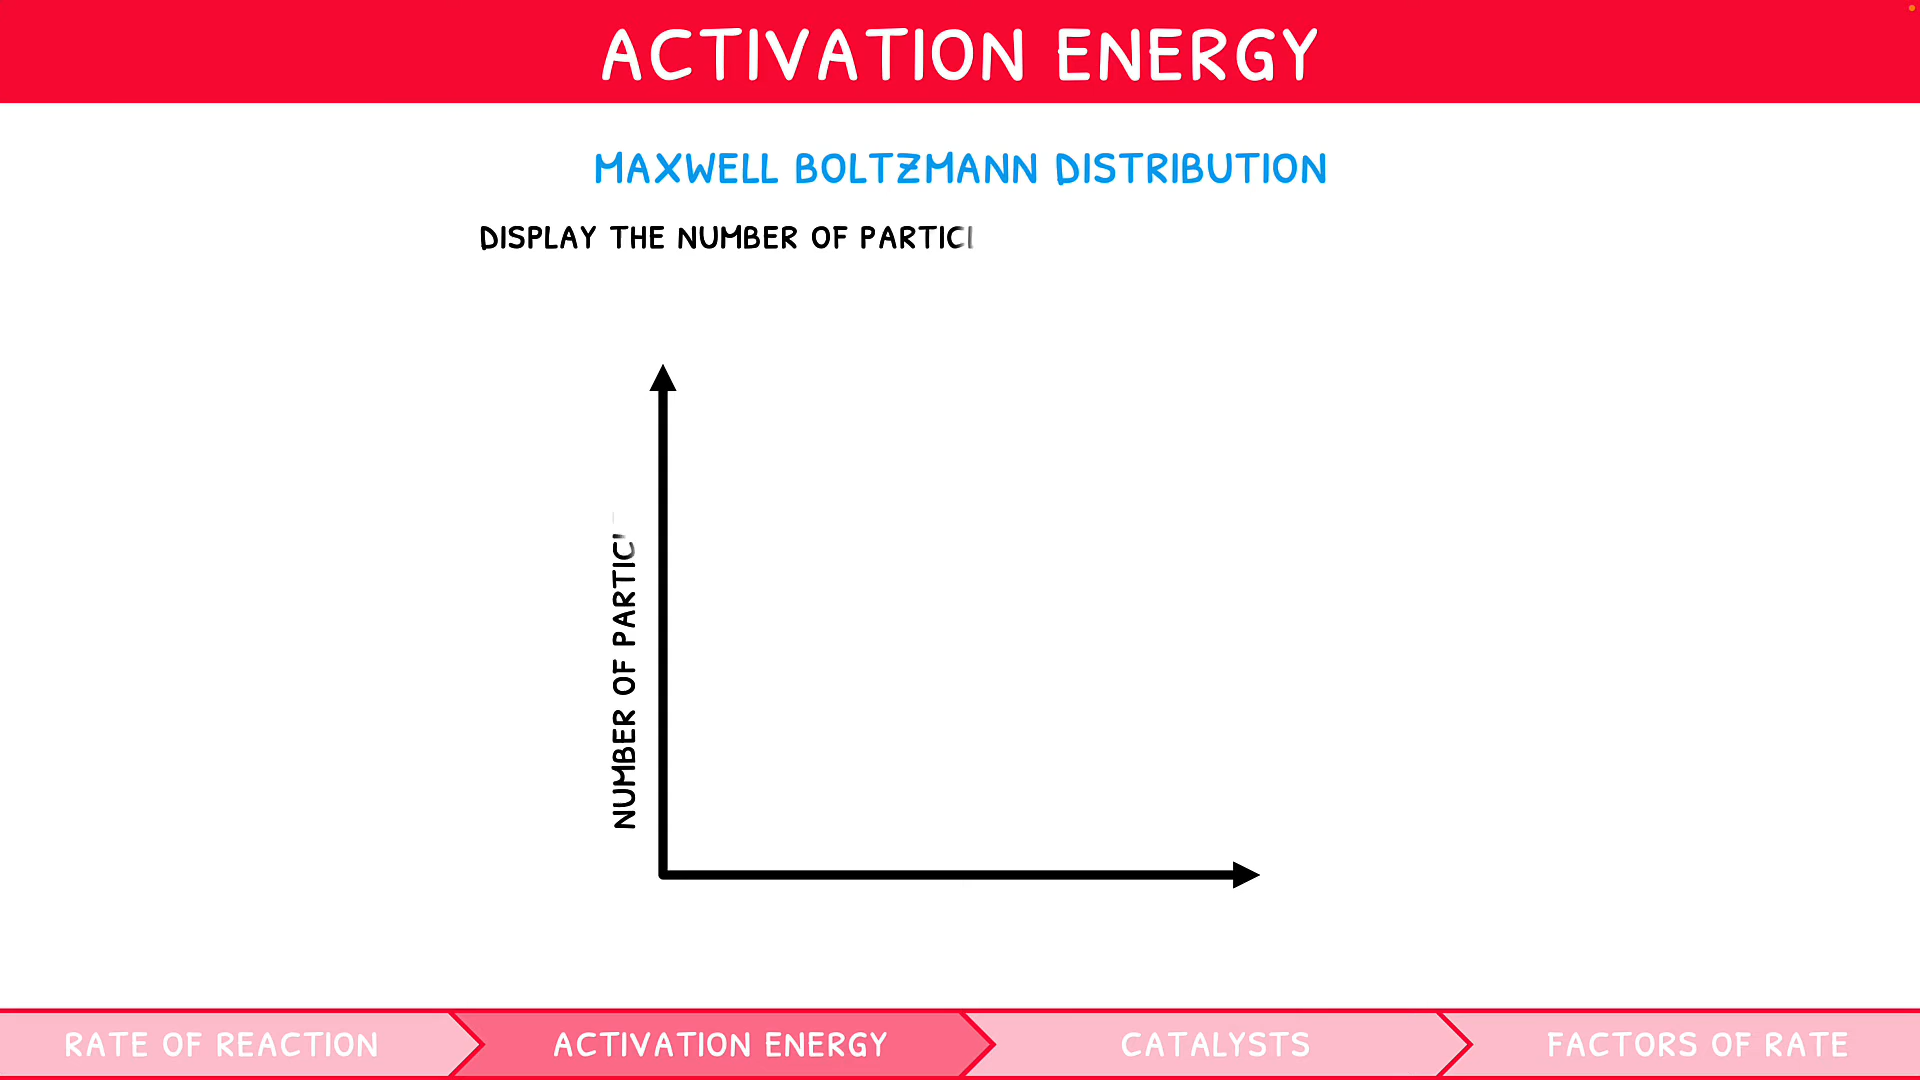 ACTIVATION ENERGY
MAXWELL BOLTZMANN DISTRIBUTION
DISPLAY THE NUMBER OF PARTICL
NUMBER OF PARTIC
RATE OF REACTION
ACTIVATION ENERGY
CATALYSTS
FACTORS OF RATE